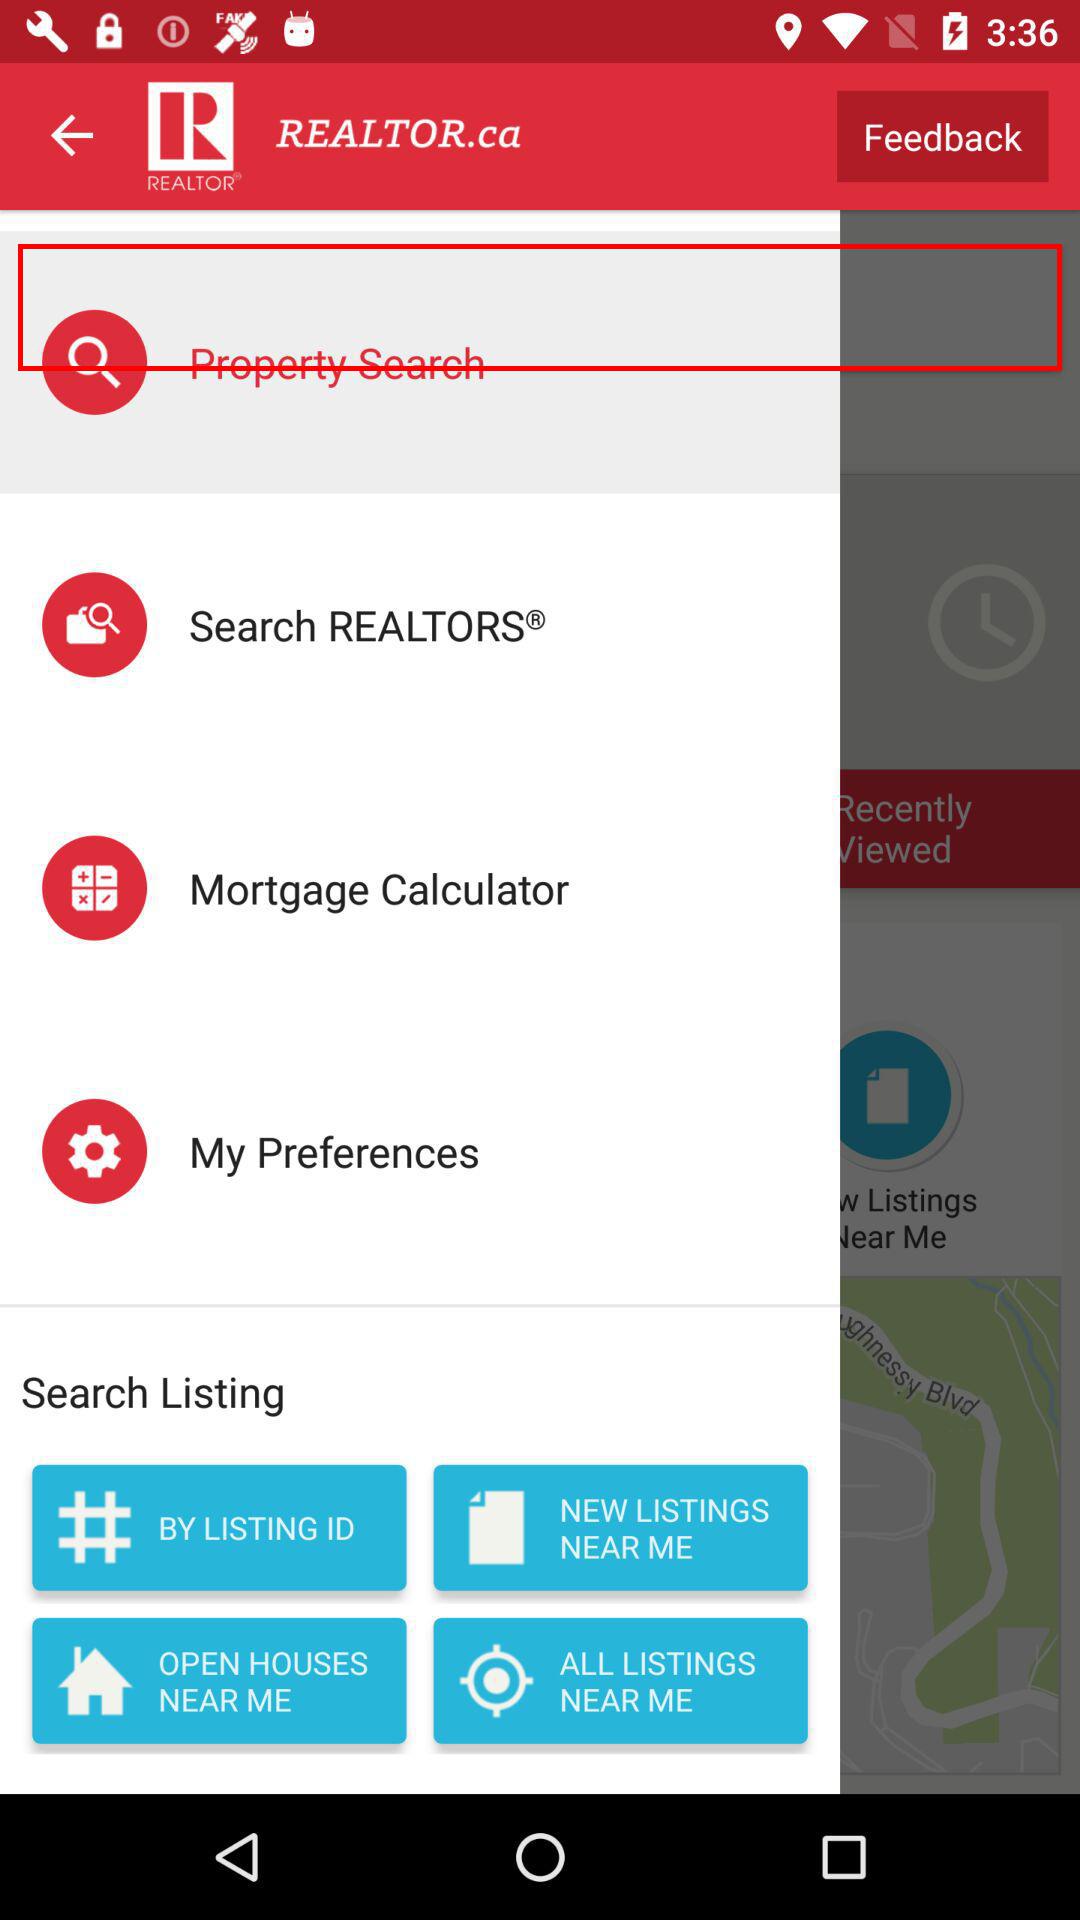 FAKE
3:36
REALTOR®
REALTOR.ca
Feedback
Property Search
Search REALTORS®
Recently
Viewed
Mortgage Calculator
My Preferences
Listings
Near Me
Search Listing
ughnessy Blvd
BY LISTING ID
NEW LISTINGS
NEAR ME
OPEN HOUSES
NEAR ME
ALL LISTINGS
NEAR ME